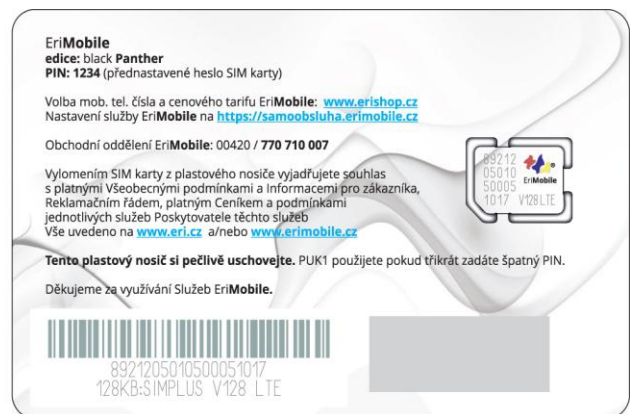 EriMobile
edice: black Panther
PIN: 1234 (přednastavené heslo SIM karty)
Volba mob. tel. čísla a cenového tarifu EriMobile: www.erishop.cz
Nastavení služby EriMobile na https://samoobsluha.erimobile.cz
Obchodní oddělení EriMobile: 00420 / 770 710 007
Vylomením SIM karty z plastového nosiče vyjadřujete souhlas
s platnými Všeobecnými podmínkami a Informacemi pro zákazníka,
Reklamačním řádem, platným Ceníkem a podmínkami
jednotlivých služeb Poskytovatele těchto služeb
Vše uvedeno na www.eri.cz a/nebo www.erimobile.cz
Tento plastový nosič si pečlivě uschovejte. PUK1 použijete pokud třikrát zadáte špatný PIN.
Děkujeme za využívání Služeb EriMobile.
89212
05010
50005
1017 V128 LTE
EriMobile
8921205010500051017
128KB:SIMPLUS V128 LTE